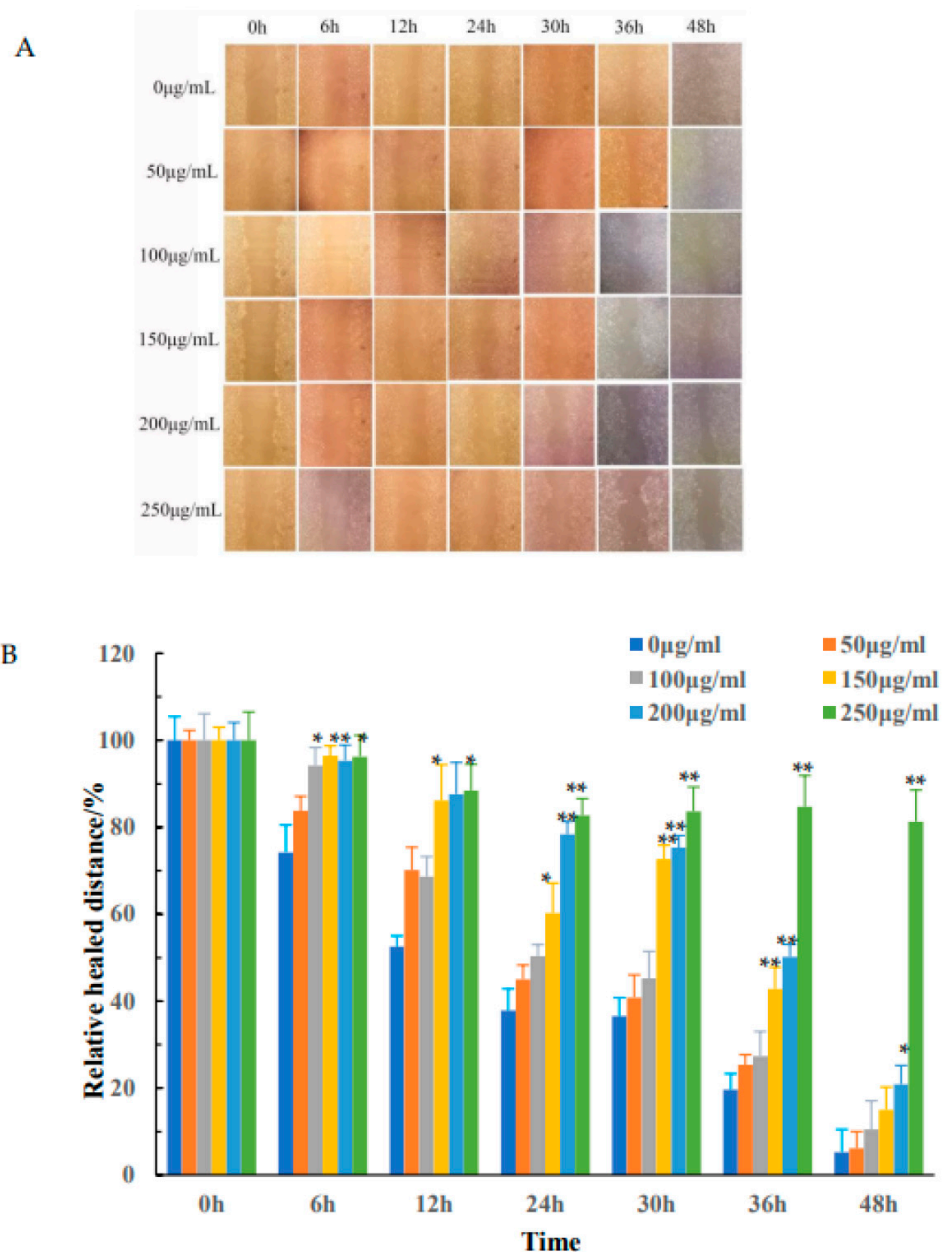 A
0h 6h 12h 24h 30h 36h 48h
0μg/mL
50μg/mL
100μg/mL
150μg/mL
200μg/mL
250μg/mL
B
0μg/ml 50μg/ml
100μg/ml 150μg/ml
200μg/ml 250μg/ml
Relative healed distance/%
120
100
80
60
40
20
0
* ** *
* *
* ** **
** ** **
** ** **
* **
0h 6h 12h 24h 30h 36h 48h
Time